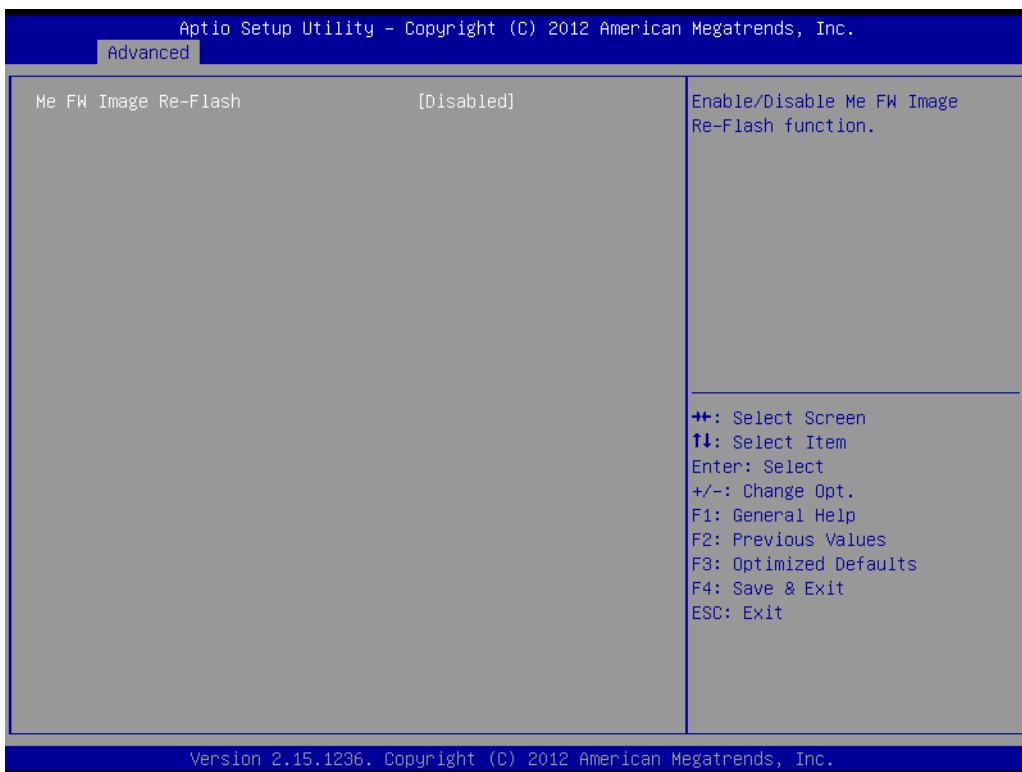 Aptio Setup Utility – Copyright (C) 2012 American Megatrends, Inc.
Advanced
Me FW Image Re-Flash [Disabled]
Enable/Disable Me FW Image
Re-Flash function.
→←: Select Screen
↑↓: Select Item
Enter: Select
+/-: Change Opt.
F1: General Help
F2: Previous Values
F3: Optimized Defaults
F4: Save & Exit
ESC: Exit
Version 2.15.1236. Copyright (C) 2012 American Megatrends, Inc.